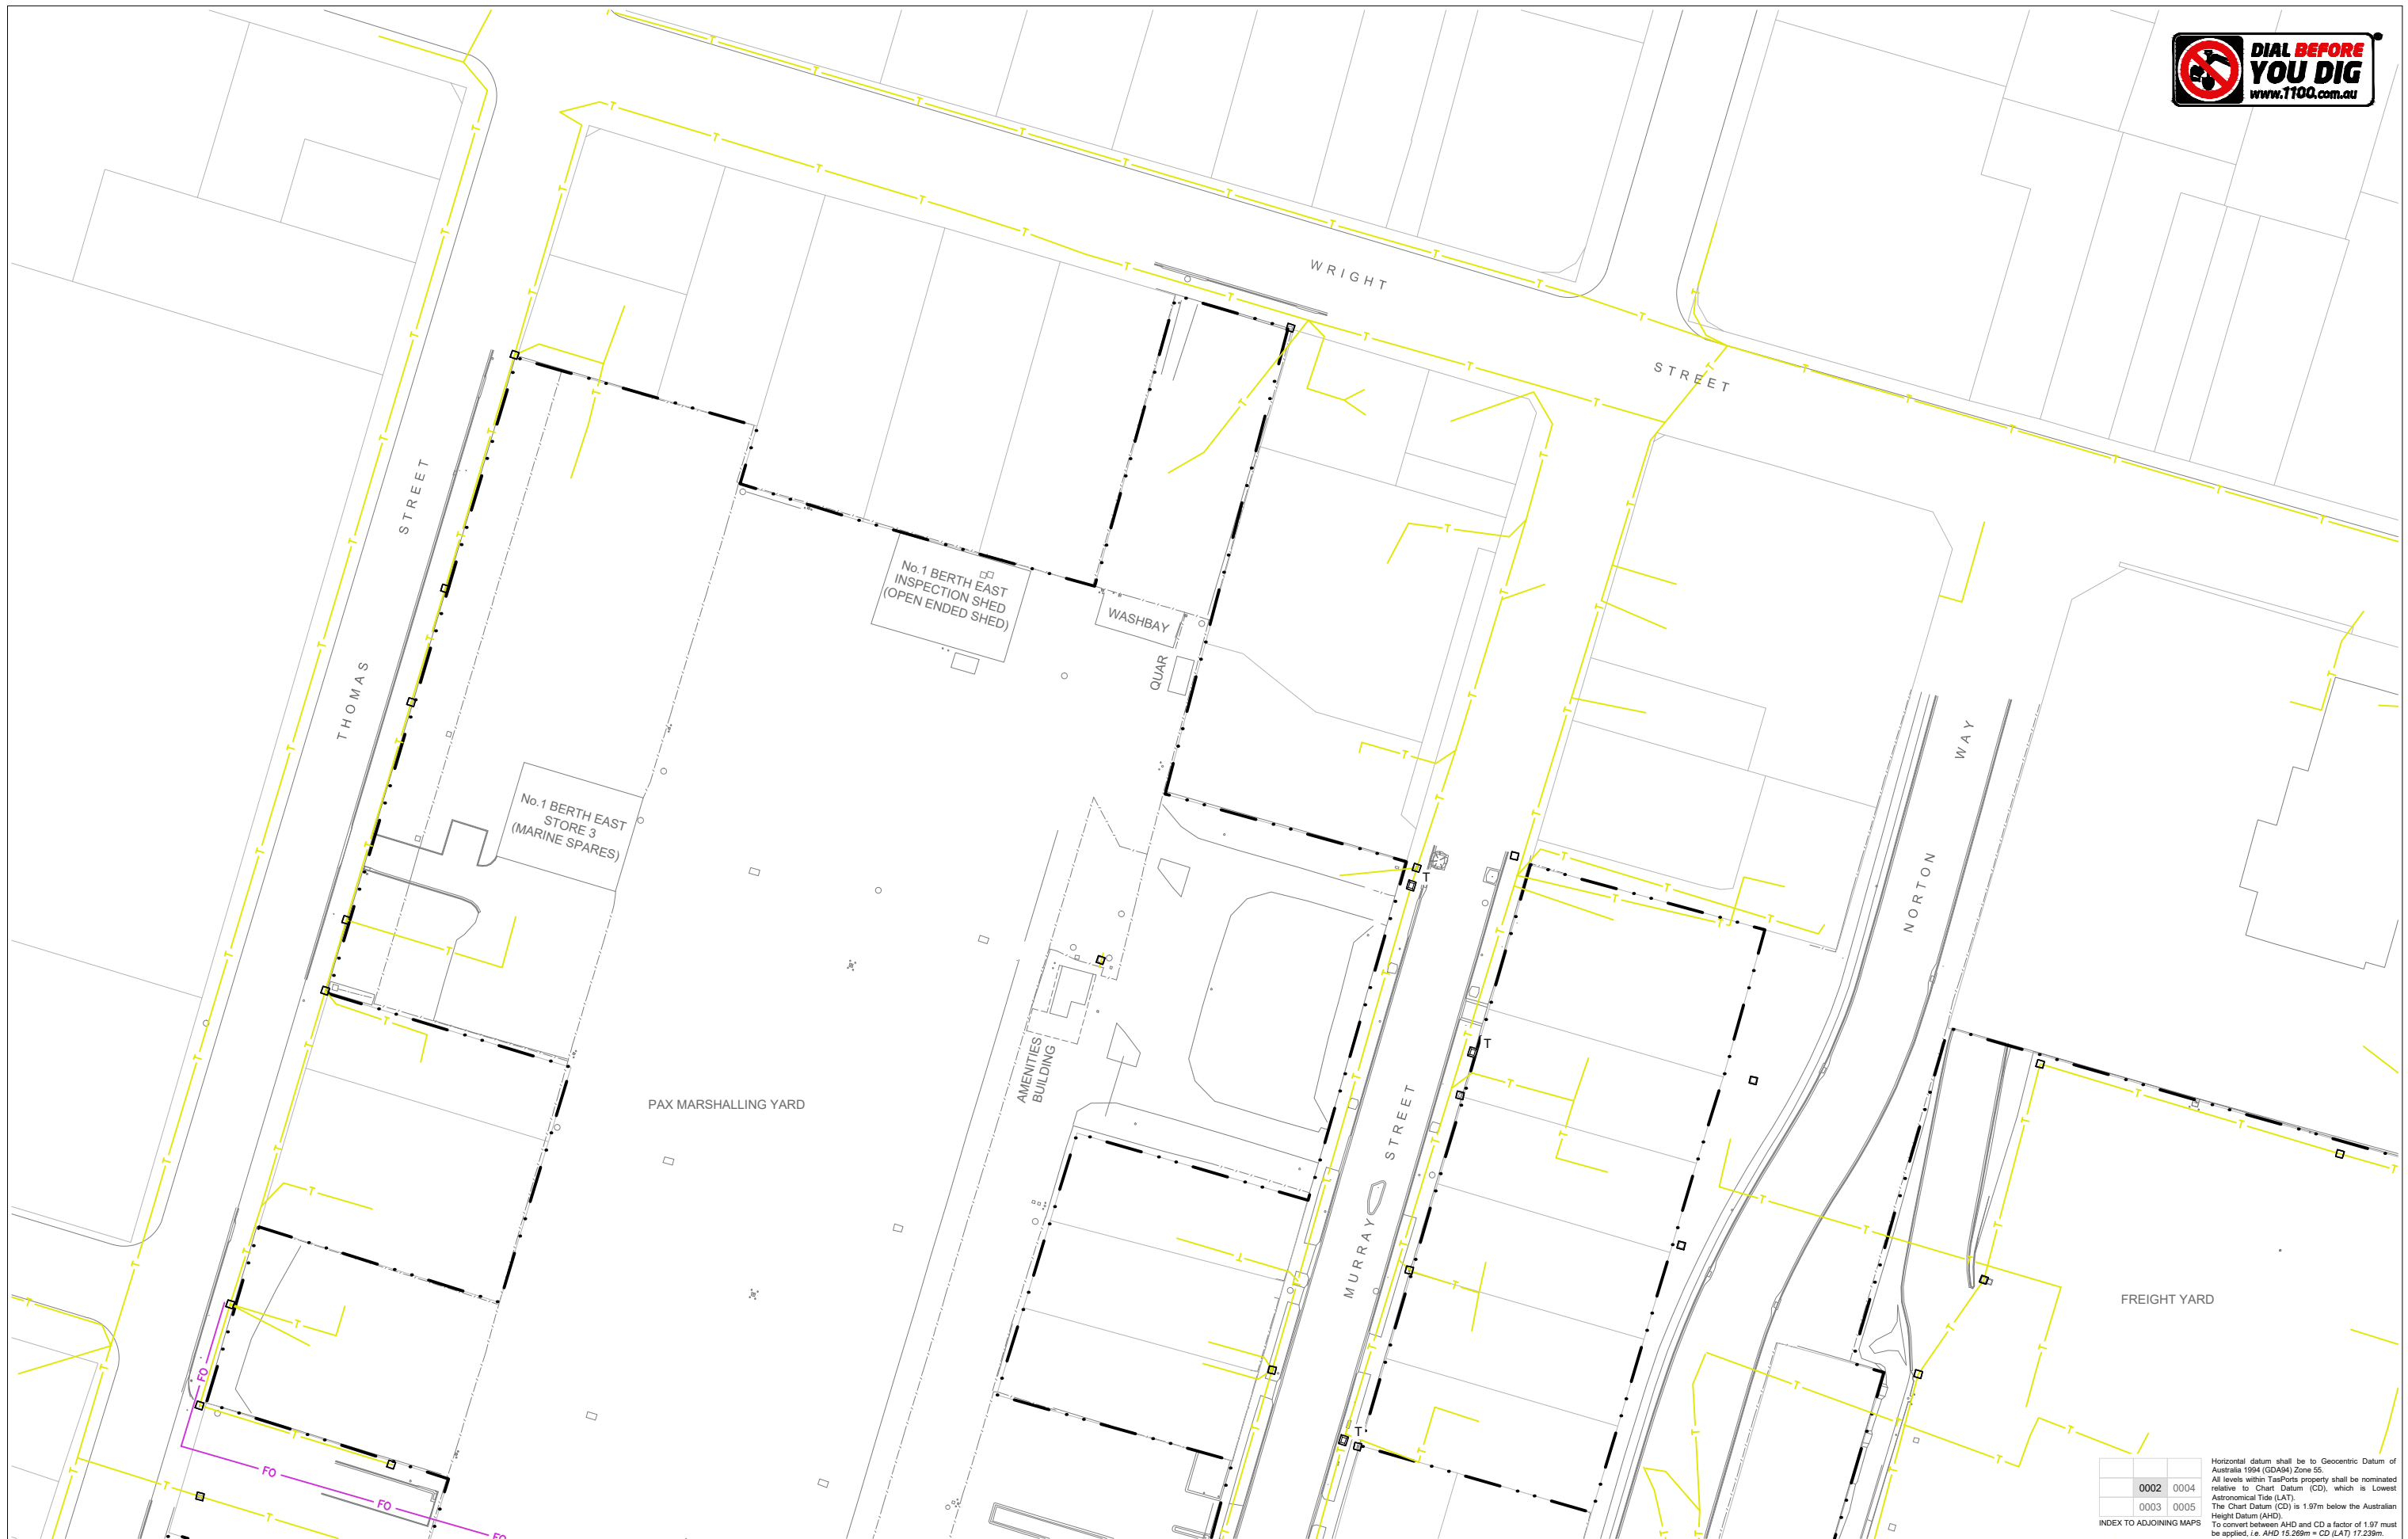 DIAL BEFORE
YOU DIG
www.1100.com.au
WRIGHT
STREET
THOMAS
STREET
No.1 BERTH EAST
INSPECTION SHED
(OPEN ENDED SHED)
WASHBAY
QUAR
No.1 BERTH EAST
STORE 3
(MARINE SPARES)
NORTON
WAY
AMENITIES
BUILDING
PAX MARSHALLING YARD
MURRAY
STREET
FREIGHT YARD
T
T
T
FO
FO
FO
FO
0002 0004
0003 0005
INDEX TO ADJOINING MAPS
Horizontal datum shall be to Geocentric Datum of
Australia 1994 (GDA94) Zone 55.
All levels within TasPorts property shall be nominated
relative to Chart Datum (CD), which is Lowest
Astronomical Tide (LAT).
The Chart Datum (CD) is 1.97m below the Australian
Height Datum (AHD).
To convert between AHD and CD a factor of 1.97 must
be applied, i.e. AHD 15.269m = CD (LAT) 17.239m.